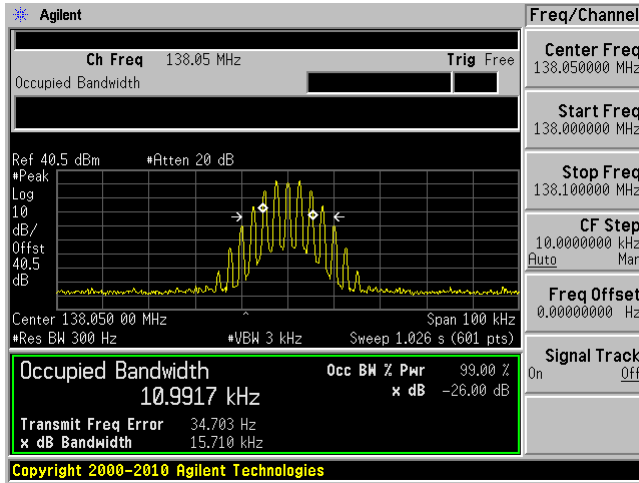 Agilent
Freq/Channel
Ch Freq 138.05 MHz Trig Free
Occupied Bandwidth
Center Freq
138.050000 MHz
Start Freq
138.000000 MHz
Stop Freq
138.100000 MHz
CF Step
10.0000000 kHz
Auto Man
Freq Offset
0.00000000 Hz
Signal Track
On Off
Ref 40.5 dBm #Atten 20 dB
#Peak
Log
10
dB/
Offst
40.5
dB
Center 138.050 00 MHz Span 100 kHz
#Res BW 300 Hz #VBW 3 kHz Sweep 1.026 s (601 pts)
Occupied Bandwidth Occ BW % Pwr 99.00 %
10.9917 kHz x dB -26.00 dB
Transmit Freq Error 34.703 Hz
x dB Bandwidth 15.710 kHz
Copyright 2000-2010 Agilent Technologies